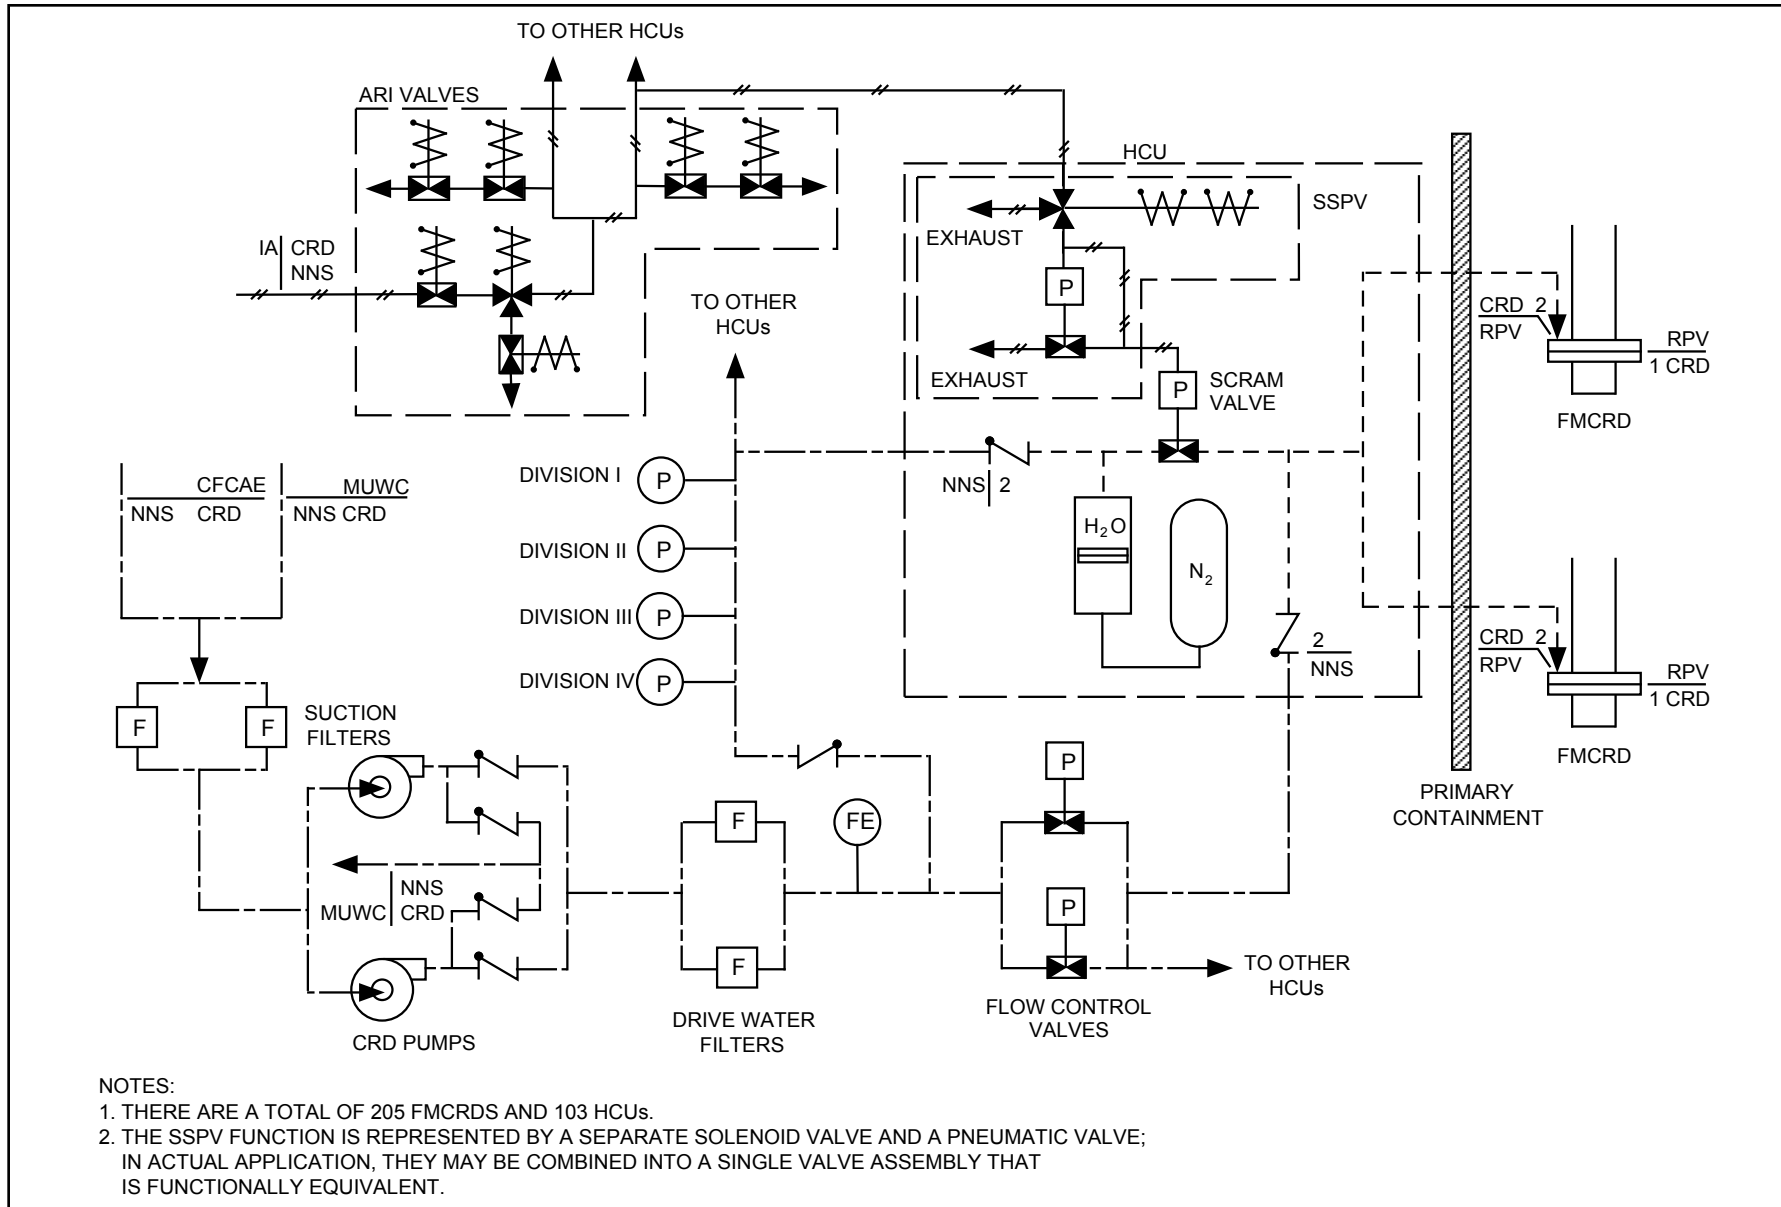 TO OTHER HCUs
ARI VALVES
HCU
SSPV
EXHAUST
IA CRD
NNS
P
TO OTHER
HCUs
EXHAUST
P
SCRAM
VALVE
CRD 2
RPV
RPV
1 CRD
FMCRD
DIVISION I P
NNS 2
CFCAE
NNS CRD
MUWC
NNS CRD
H2O
N2
DIVISION II P
DIVISION III P
2
NNS
DIVISION IV P
CRD 2
RPV
RPV
1 CRD
FMCRD
F
F
SUCTION
FILTERS
P
PRIMARY
CONTAINMENT
F
FE
NNS
MUWC CRD
P
F
TO OTHER
HCUs
CRD PUMPS
DRIVE WATER
FILTERS
FLOW CONTROL
VALVES
NOTES:
1. THERE ARE A TOTAL OF 205 FMCRDS AND 103 HCUs.
2. THE SSPV FUNCTION IS REPRESENTED BY A SEPARATE SOLENOID VALVE AND A PNEUMATIC VALVE;
IN ACTUAL APPLICATION, THEY MAY BE COMBINED INTO A SINGLE VALVE ASSEMBLY THAT
IS FUNCTIONALLY EQUIVALENT.